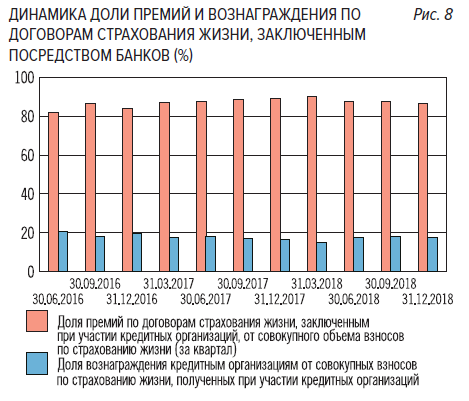 ДИНАМИКА ДОЛИ ПРЕМИЙ И ВОЗНАГРАЖДЕНИЯ ПО
ДОГОВОРАМ СТРАХОВАНИЯ ЖИЗНИ, ЗАКЛЮЧЕННЫМ
ПОСРЕДСТВОМ БАНКОВ (%)
Рис. 8
100
80
60
40
20
0
30.06.2016
30.09.2016
31.12.2016
31.03.2017
30.06.2017
30.09.2017
31.12.2017
31.03.2018
30.06.2018
30.09.2018
31.12.2018
Доля премий по договорам страхования жизни, заключенным
при участии кредитных организаций, от совокупного объема взносов
по страхованию жизни (за квартал)
Доля вознаграждения кредитным организациям от совокупных взносов
по страхованию жизни, полученных при участии кредитных организаций